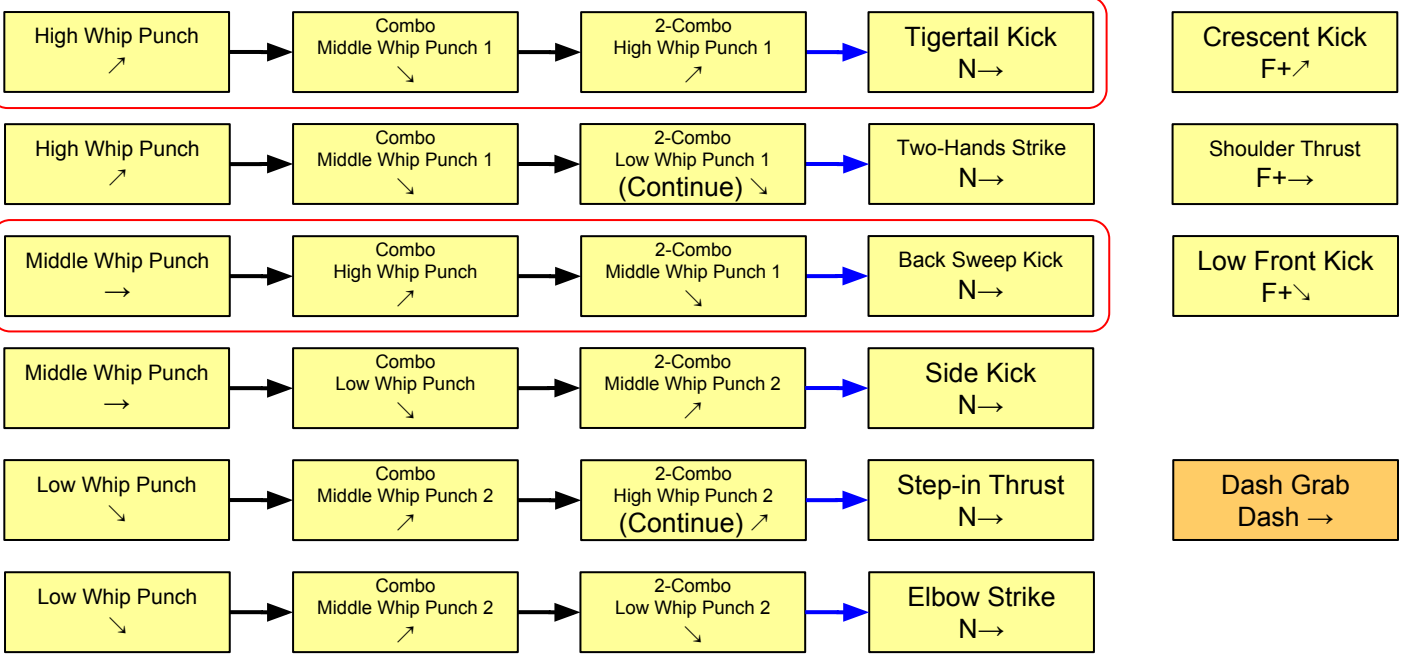 High Whip Punch
↗
Combo
Middle Whip Punch 1
↘
2-Combo
High Whip Punch 1
↗
Tigertail Kick
N→
Crescent Kick
F+↗
High Whip Punch
↗
Combo
Middle Whip Punch 1
↘
2-Combo
Low Whip Punch 1
(Continue) ↘
Two-Hands Strike
N→
Shoulder Thrust
F+→
Middle Whip Punch
→
Combo
High Whip Punch
↗
2-Combo
Middle Whip Punch 1
↘
Back Sweep Kick
N→
Low Front Kick
F+↘
Middle Whip Punch
→
Combo
Low Whip Punch
↘
2-Combo
Middle Whip Punch 2
↗
Side Kick
N→
Low Whip Punch
↘
Combo
Middle Whip Punch 2
↗
2-Combo
High Whip Punch 2
(Continue) ↗
Step-in Thrust
N→
Dash Grab
Dash →
Low Whip Punch
↘
Combo
Middle Whip Punch 2
↗
2-Combo
Low Whip Punch 2
↘
Elbow Strike
N→